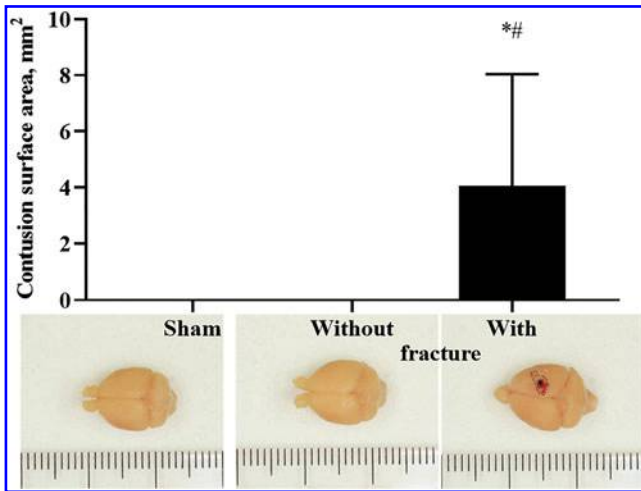 Contusion surface area, mm²
10
8
6
4
2
0
*#
Sham
Without
With
fracture